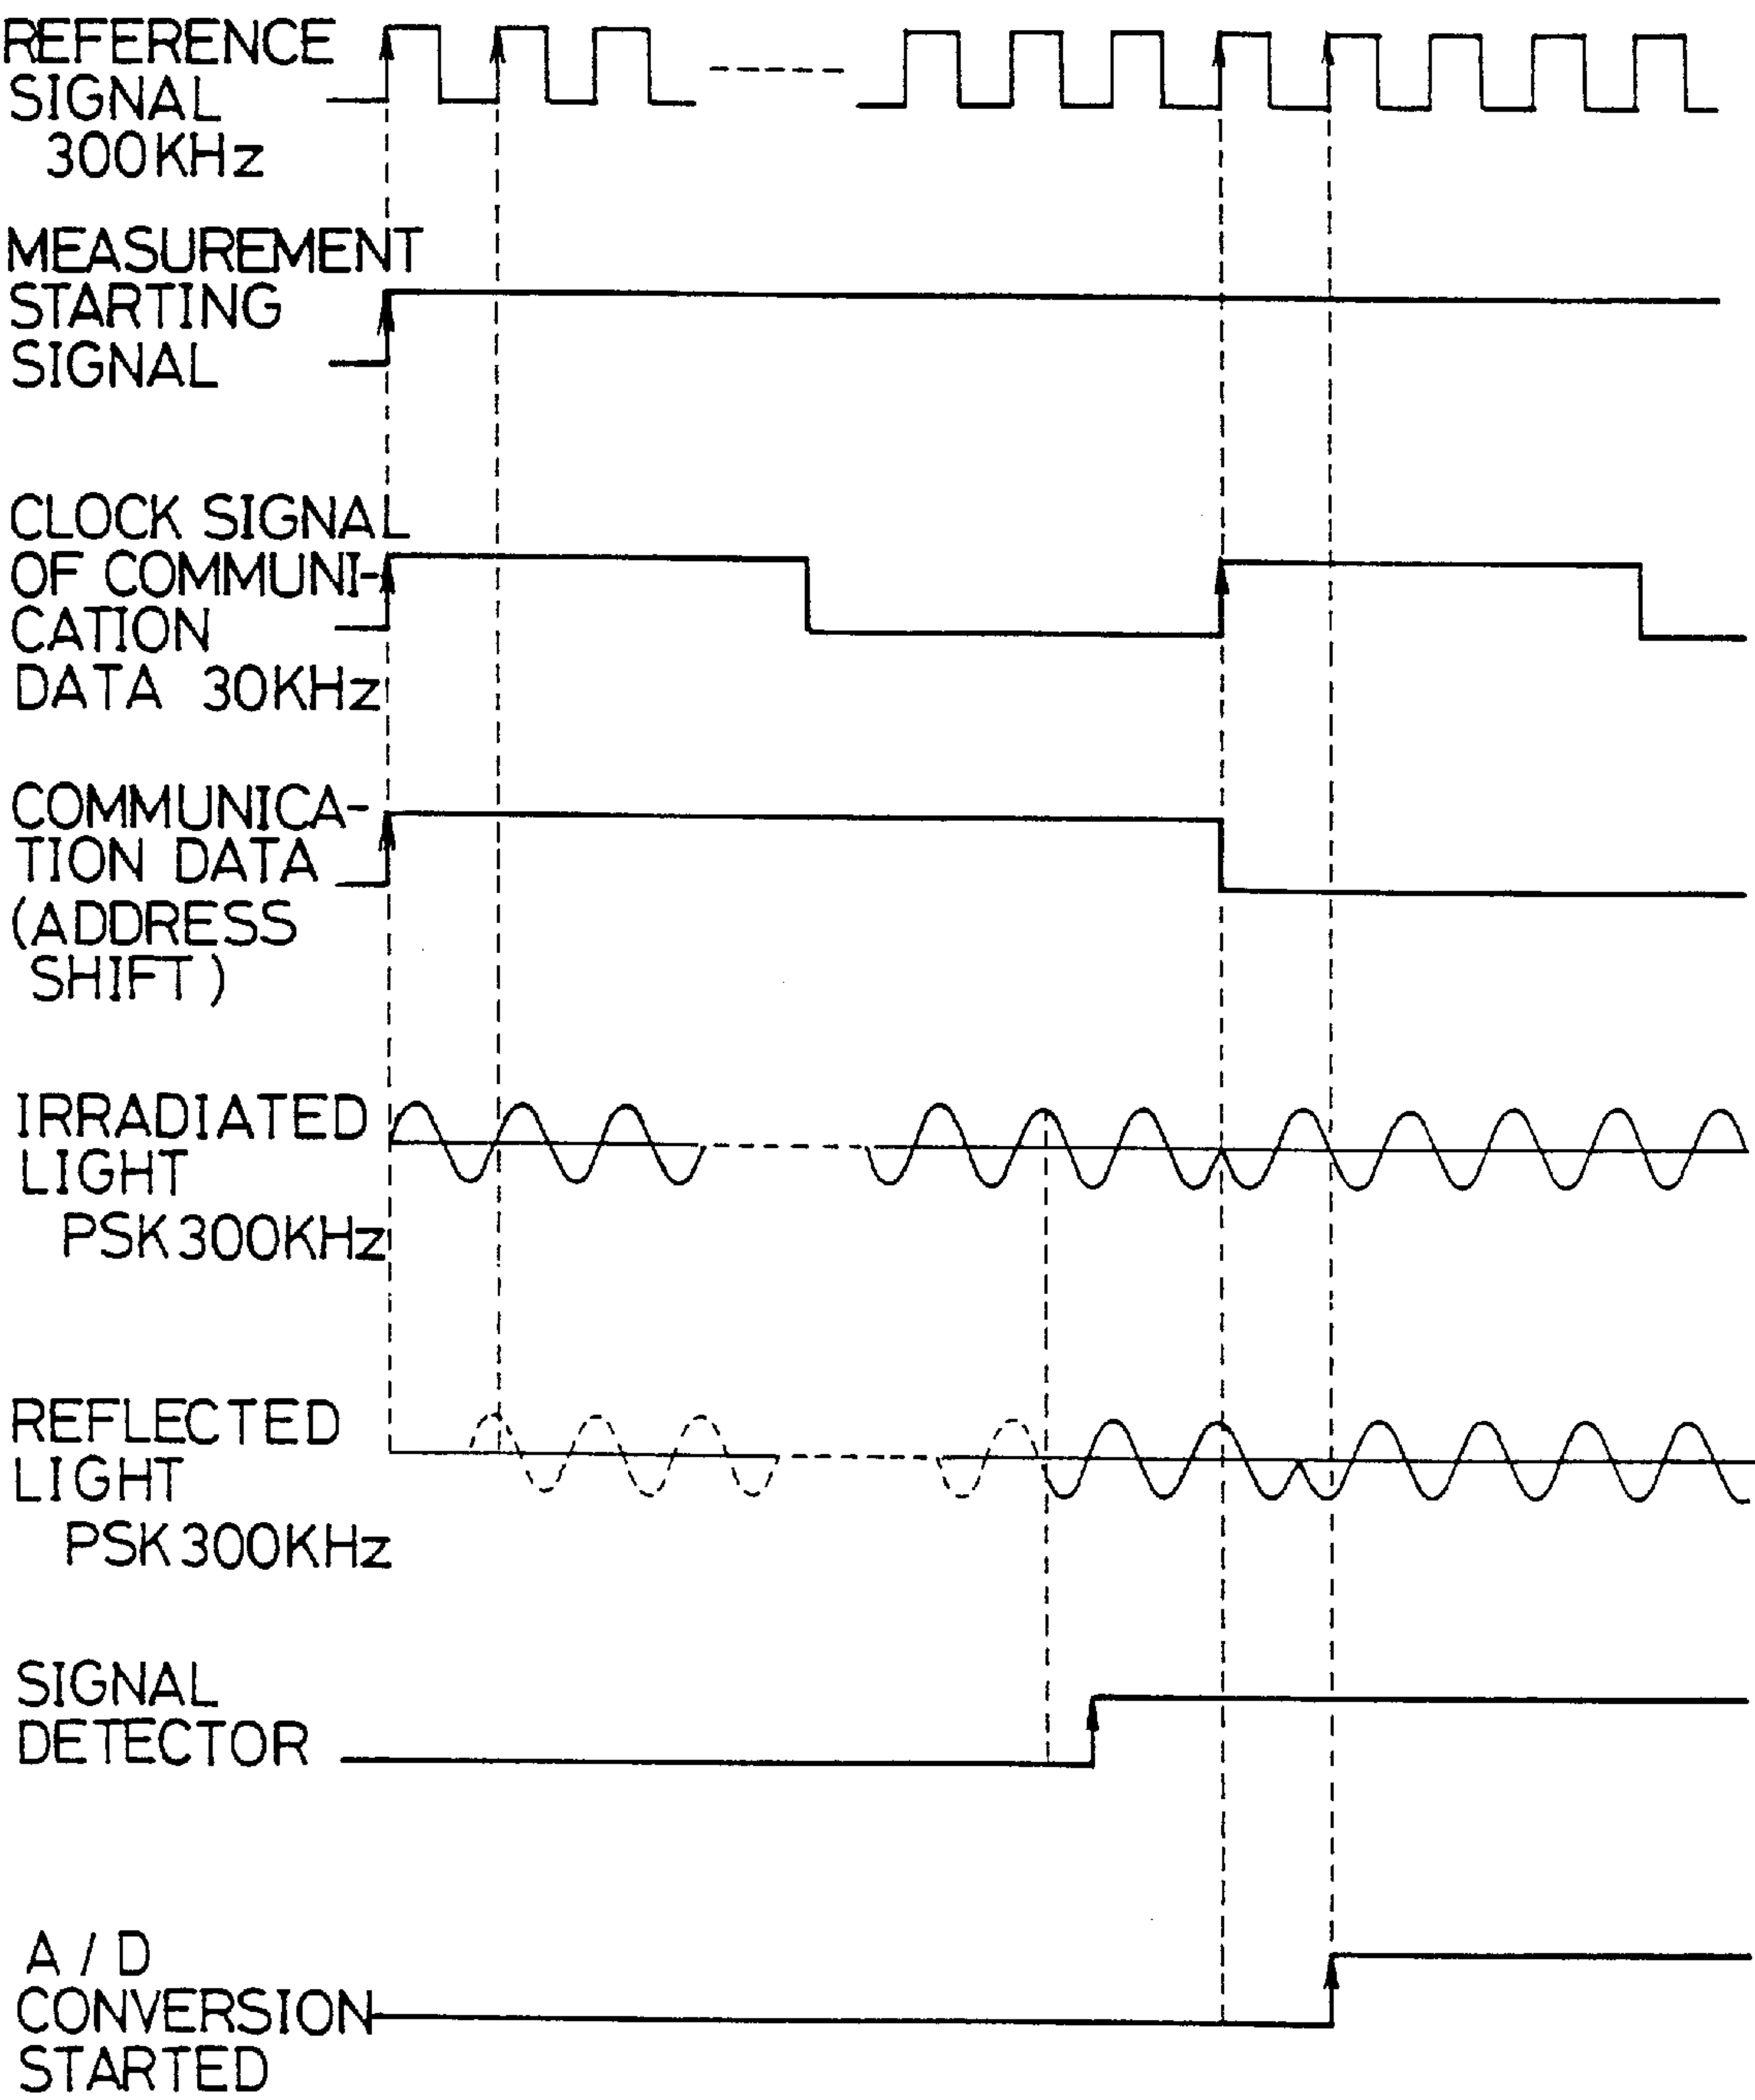 REFERENCE
SIGNAL
300KHz
MEASUREMENT
STARTING
SIGNAL
CLOCK SIGNAL
OF COMMUNI-
CATION
DATA 30KHz
COMMUNICA-
TION DATA
(ADDRESS
SHIFT)
IRRADIATED
LIGHT
PSK300KHz
REFLECTED
LIGHT
PSK300KHz
SIGNAL
DETECTOR
A/D
CONVERSION
STARTED